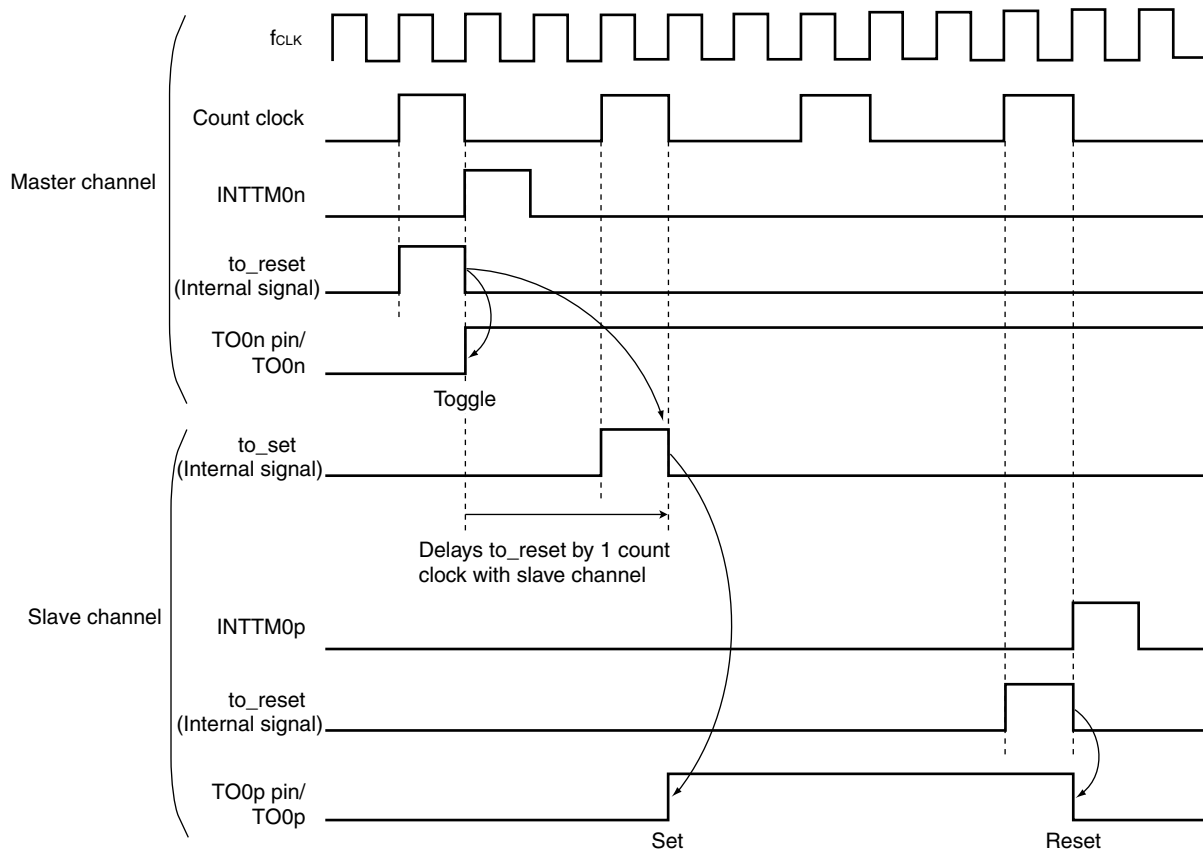 fCLK
Count clock
Master channel
INTTM0n
to_reset
(Internal signal)
TO0n pin/
TO0n
Toggle
to_set
(Internal signal)
Delays to_reset by 1 count
clock with slave channel
Slave channel
INTTM0p
to_reset
(Internal signal)
TO0p pin/
TO0p
Set
Reset